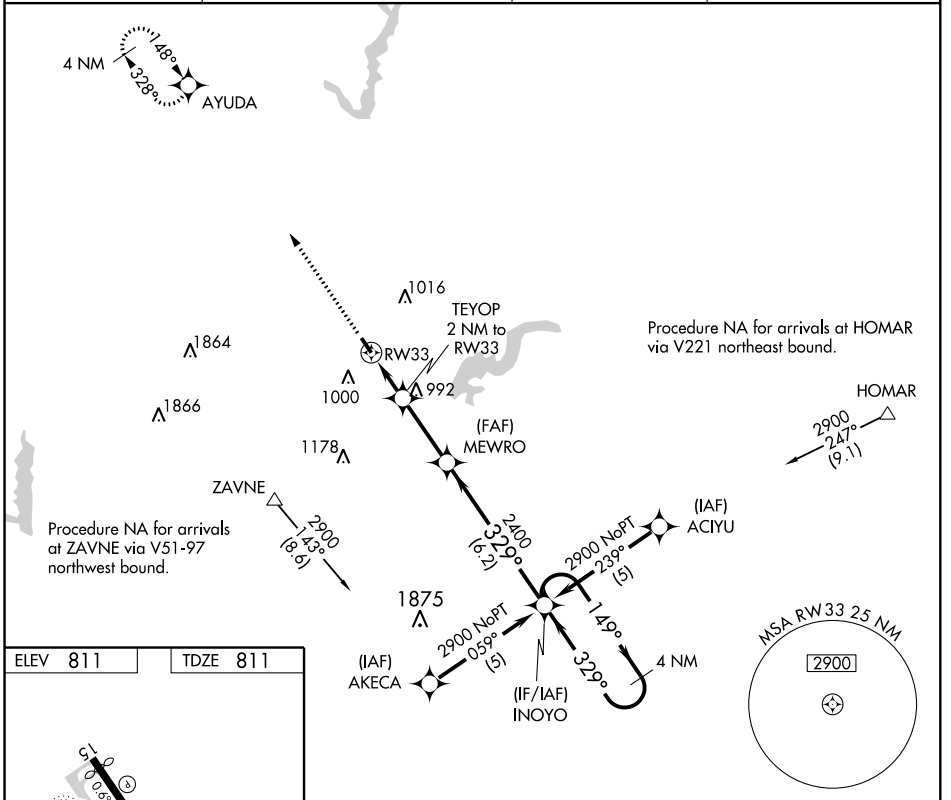 4 NM
148°
328°
AYUDA
1016
TEYOP
2 NM to
RW33
RW33
1864
1000
992
1866
1178
(FAF)
MEWRO
Procedure NA for arrivals at HOMAR
via V221 northeast bound.
HOMAR
2900
247°
(9.1)
ZAVNE
2900
143°
(8.6)
Procedure NA for arrivals
at ZAVNE via V51-97
northwest bound.
2400
329°
(6.2)
(IAF)
ACIYU
2900 NoPT
239°
(5)
1875
2900 NoPT
059°
(5)
(IAF)
AKECA
149°
329°
4 NM
(IF/IAF)
INOYO
MSA RW33 25 NM
2900
ELEV 811
TDZE 811
15
P